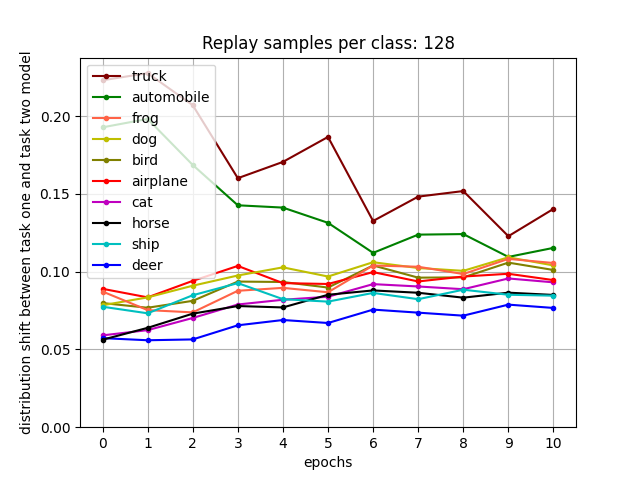 Replay samples per class: 128
distribution shift between task one and task two model
0.20
0.15
0.10
0.05
0.00
truck
automobile
frog
dog
bird
airplane
cat
horse
ship
deer
0 1 2 3 4 5 6 7 8 9 10
epochs